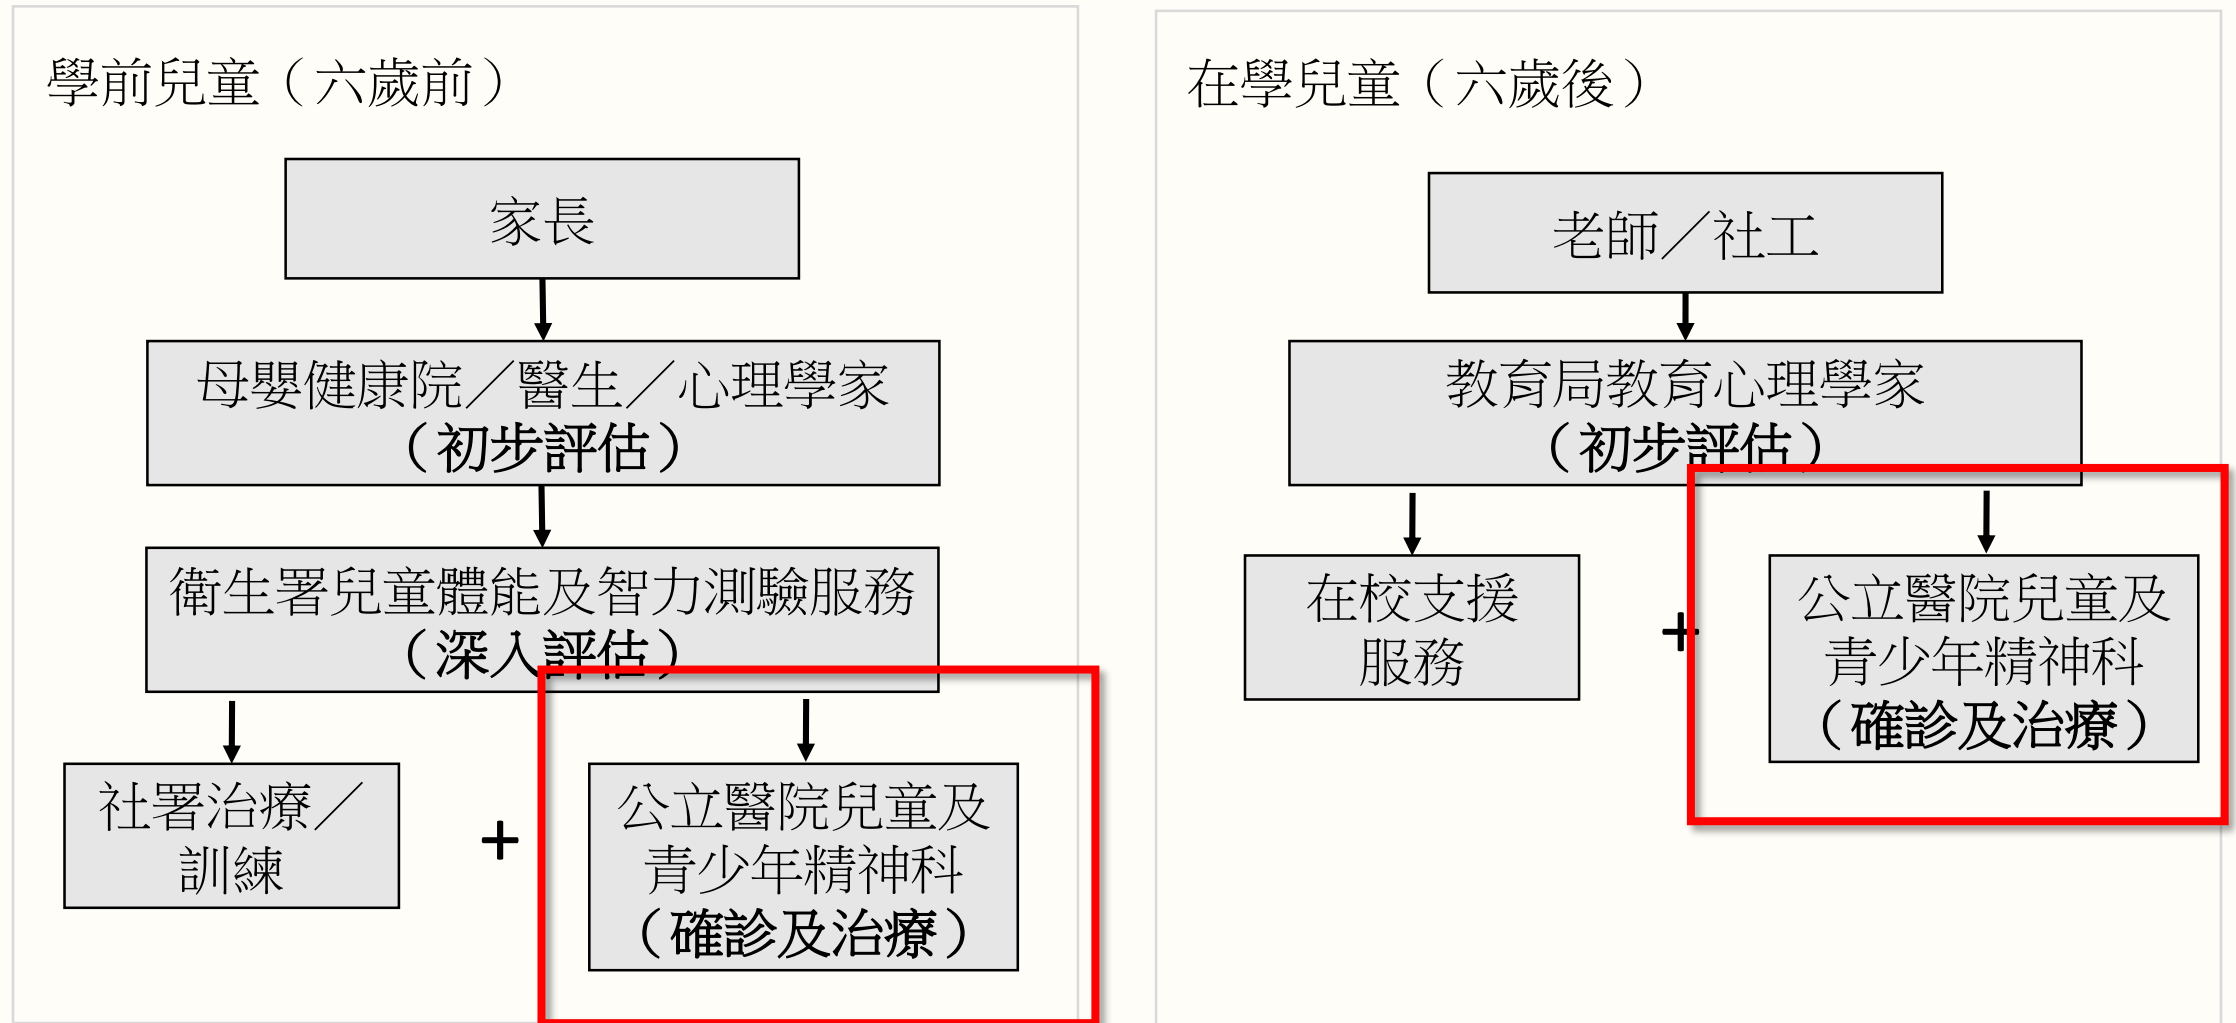 學前兒童（六歲前）
家長
母嬰健康院／醫生／心理學家
（初步評估）
衛生署兒童體能及智力測驗服務
（深入評估）
社署治療／
訓練
+
公立醫院兒童及
青少年精神科
（確診及治療）
在學兒童（六歲後）
老師／社工
教育局教育心理學家
（初步評估）
在校支援
服務
+
公立醫院兒童及
青少年精神科
（確診及治療）